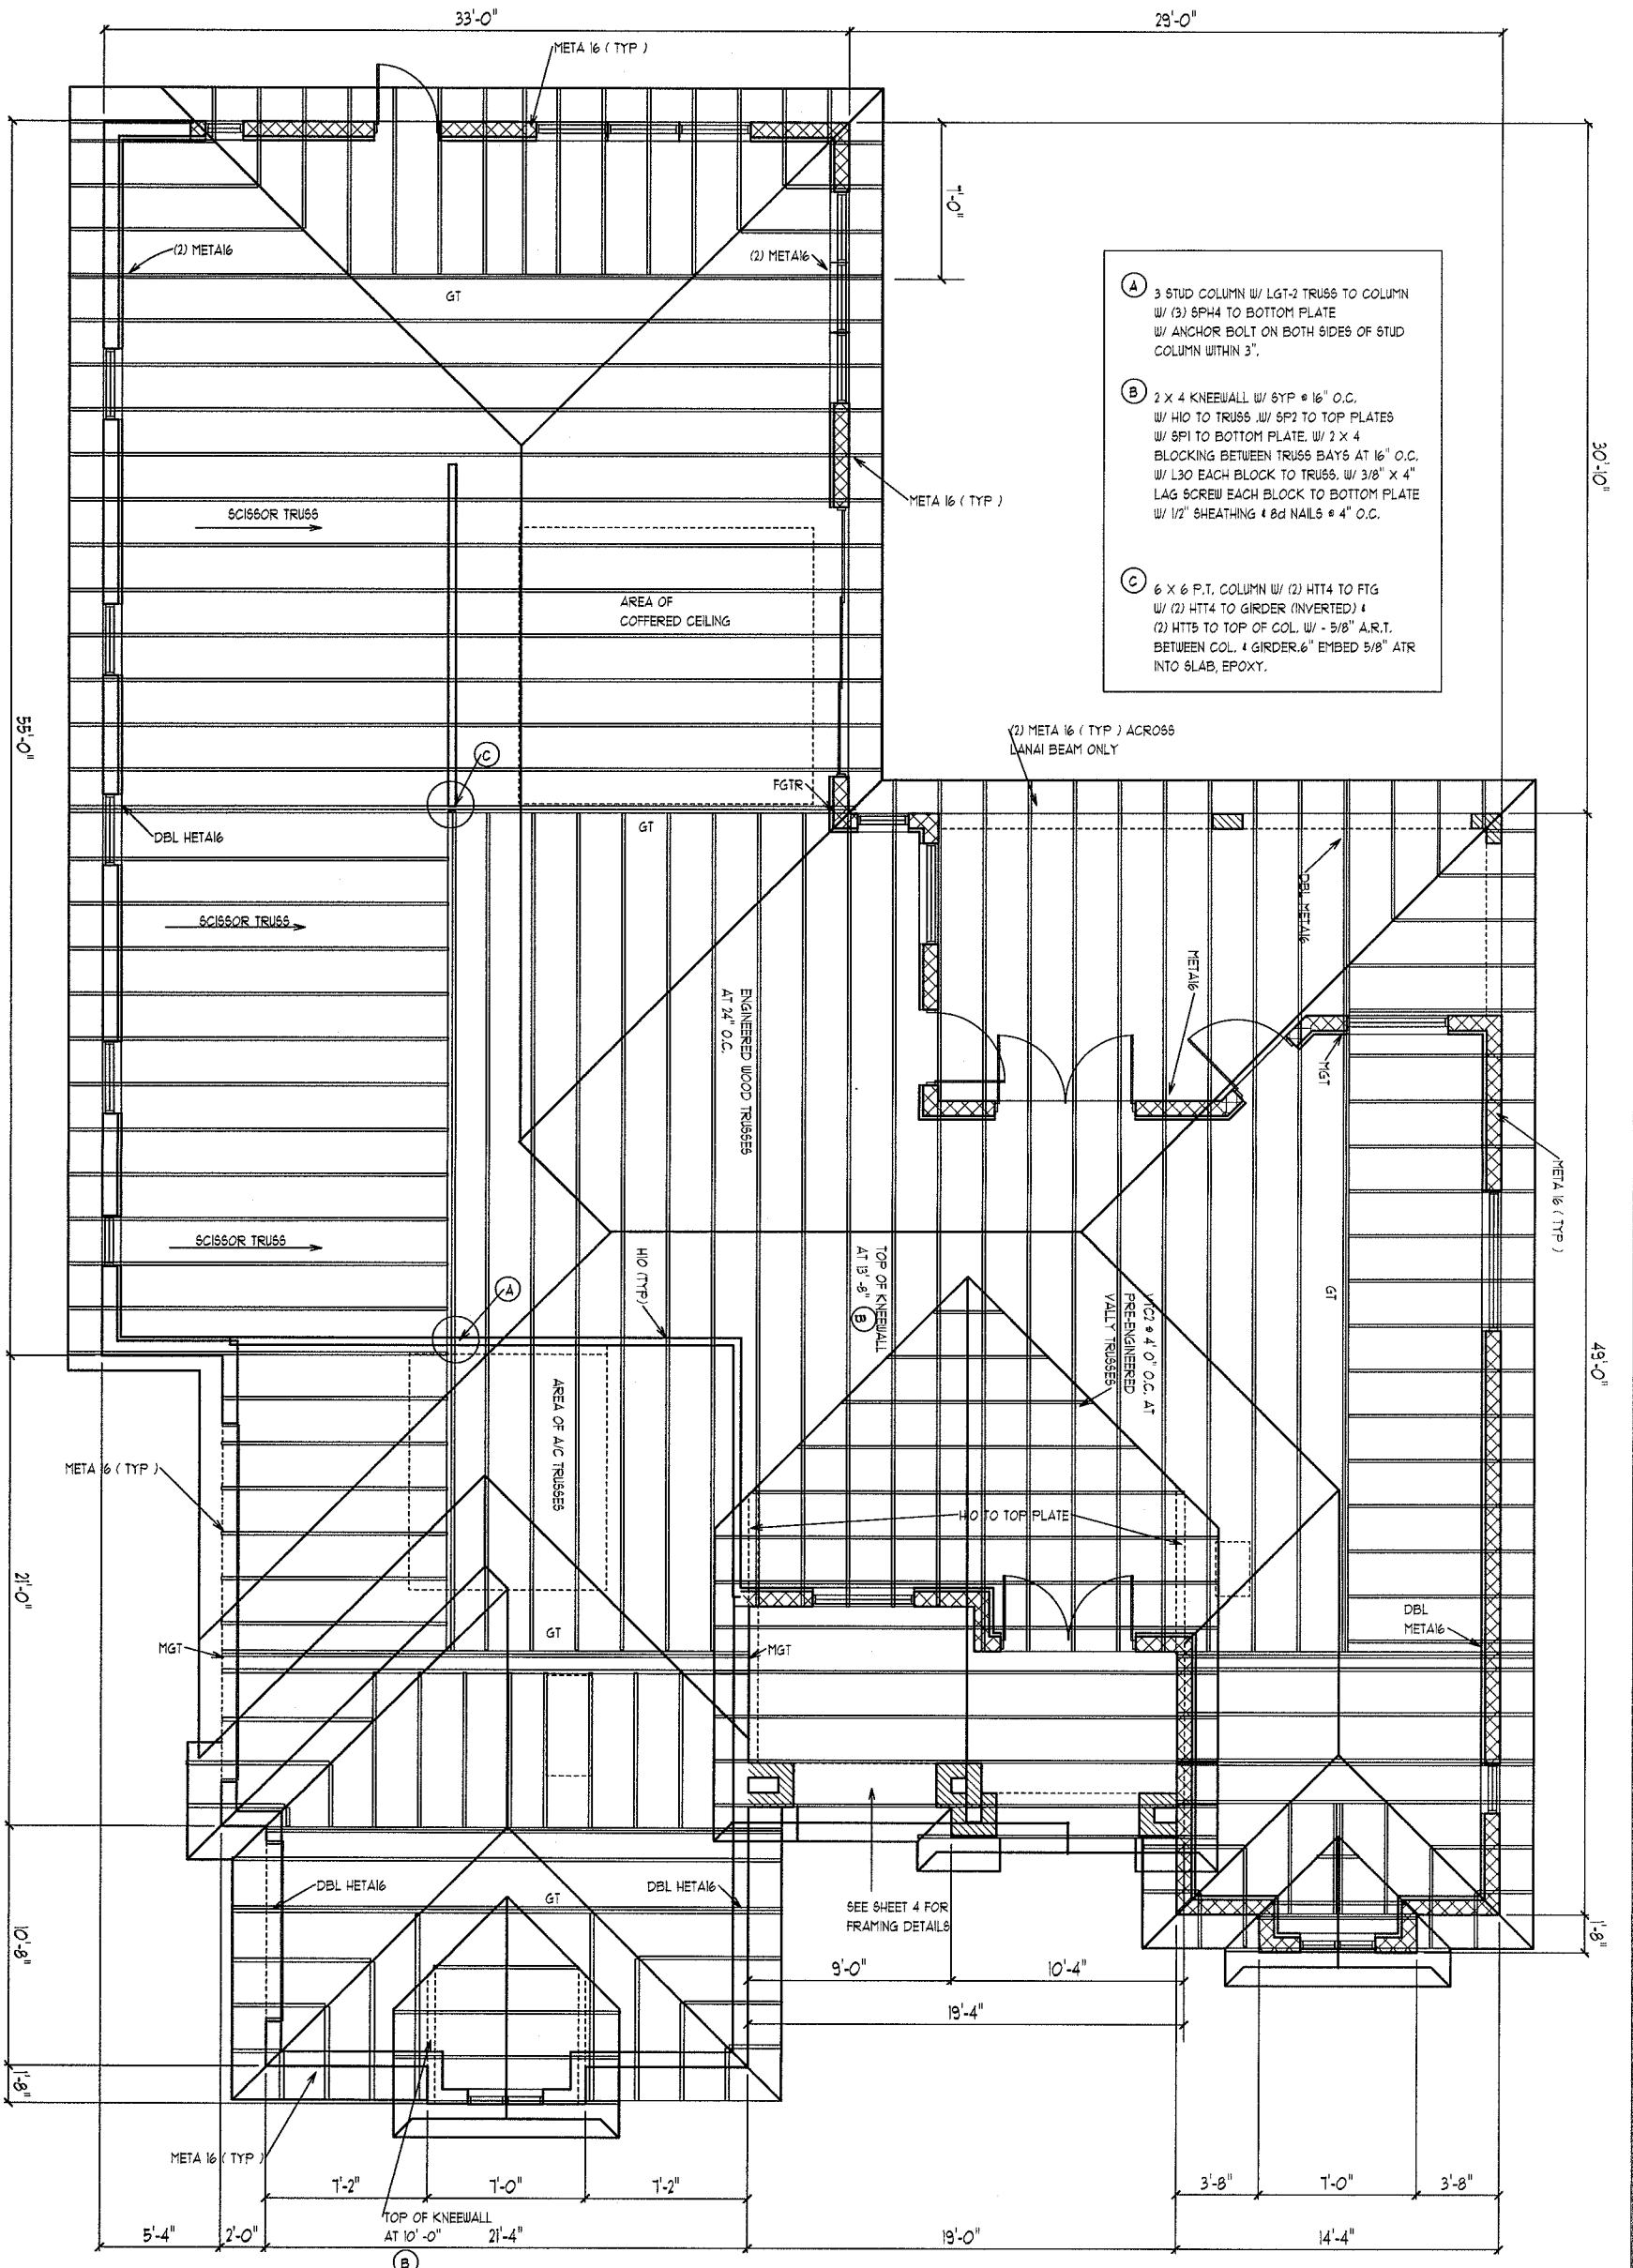 33'-0"
29'-0"
META 16 ( TYP )
7'-0"
(2) META16
(2) META16
GT
A
3 STUD COLUMN W/ LGT-2 TRUSS TO COLUMN
W/ (3) SPH4 TO BOTTOM PLATE
W/ ANCHOR BOLT ON BOTH SIDES OF STUD
COLUMN WITHIN 3".
B
2 X 4 KNEEWALL W/ SYP @ 16" O.C.
W/ H10 TO TRUSS .W/ SP2 TO TOP PLATES
W/ SP1 TO BOTTOM PLATE. W/ 2 X 4
BLOCKING BETWEEN TRUSS BAYS AT 16" O.C.
W/ L30 EACH BLOCK TO TRUSS. W/ 3/8" X 4"
LAG SCREW EACH BLOCK TO BOTTOM PLATE
W/ 1/2" SHEATHING & 8d NAILS @ 4" O.C.
C
6 X 6 P.T. COLUMN W/ (2) HTT4 TO FTG
W/ (2) HTT4 TO GIRDER (INVERTED) &
(2) HTT5 TO TOP OF COL. W/ - 5/8" A.R.T.
BETWEEN COL. & GIRDER.6" EMBED 5/8" ATR
INTO SLAB, EPOXY.
30'-10"
META 16 ( TYP )
SCISSOR TRUSS
AREA OF
COFFERED CEILING
55'-0"
(2) META 16 ( TYP ) ACROSS
LANAI BEAM ONLY
C
FGTR
GT
DBL HETA16
DBL META16
SCISSOR TRUSS
META16
ENGINEERED WOOD TRUSSES
AT 24" O.C.
MGT
META 16 ( TYP )
SCISSOR TRUSS
H10 (TYP)
TOP OF KNEEWALL
AT 13' -8"
B
VTC2 @ 4' 0" O.C. AT
PRE-ENGINEERED
VALLY TRUSSES
GT
A
49'-0"
AREA OF A/C TRUSSES
META 16 ( TYP )
H10 TO TOP PLATE
21'-0"
GT
MGT
MGT
DBL
META16
DBL HETA16
GT
DBL HETA16
SEE SHEET 4 FOR
FRAMING DETAILS
10'-8"
1'-8"
9'-0"
10'-4"
19'-4"
1'-8"
META 16 ( TYP )
7'-2"
7'-0"
7'-2"
3'-8"
7'-0"
3'-8"
TOP OF KNEEWALL
AT 10' -0"
B
5'-4"
2'-0"
21'-4"
19'-0"
14'-4"